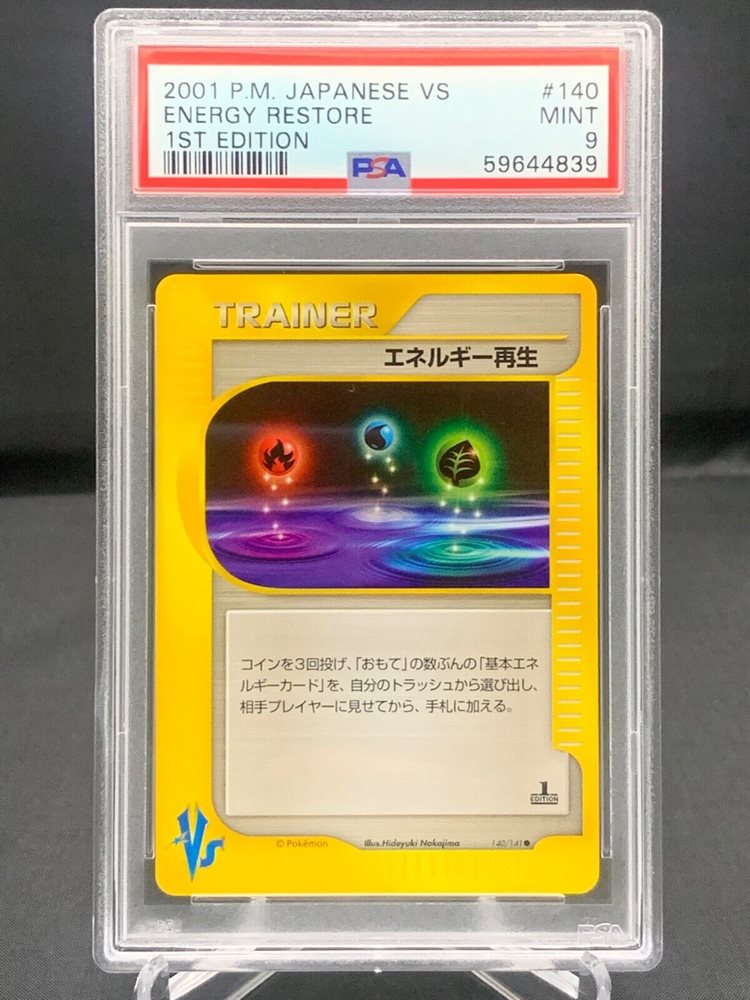 2001 P.M. JAPANESE VS #140
ENERGY RESTORE MINT
1ST EDITION 9
PSA 59644839
TRAINER
エネルギー再生
コインを3回投げ、「おもて」の数ぶんの「基本エネ
ルギーカード」を、自分のトラッシュから選び出し、
相手プレイヤーに見せてから、手札に加える。
1
EDITION
VS
© Pokémon Illus.Hideyuki Nakajima 140/141●
PSA